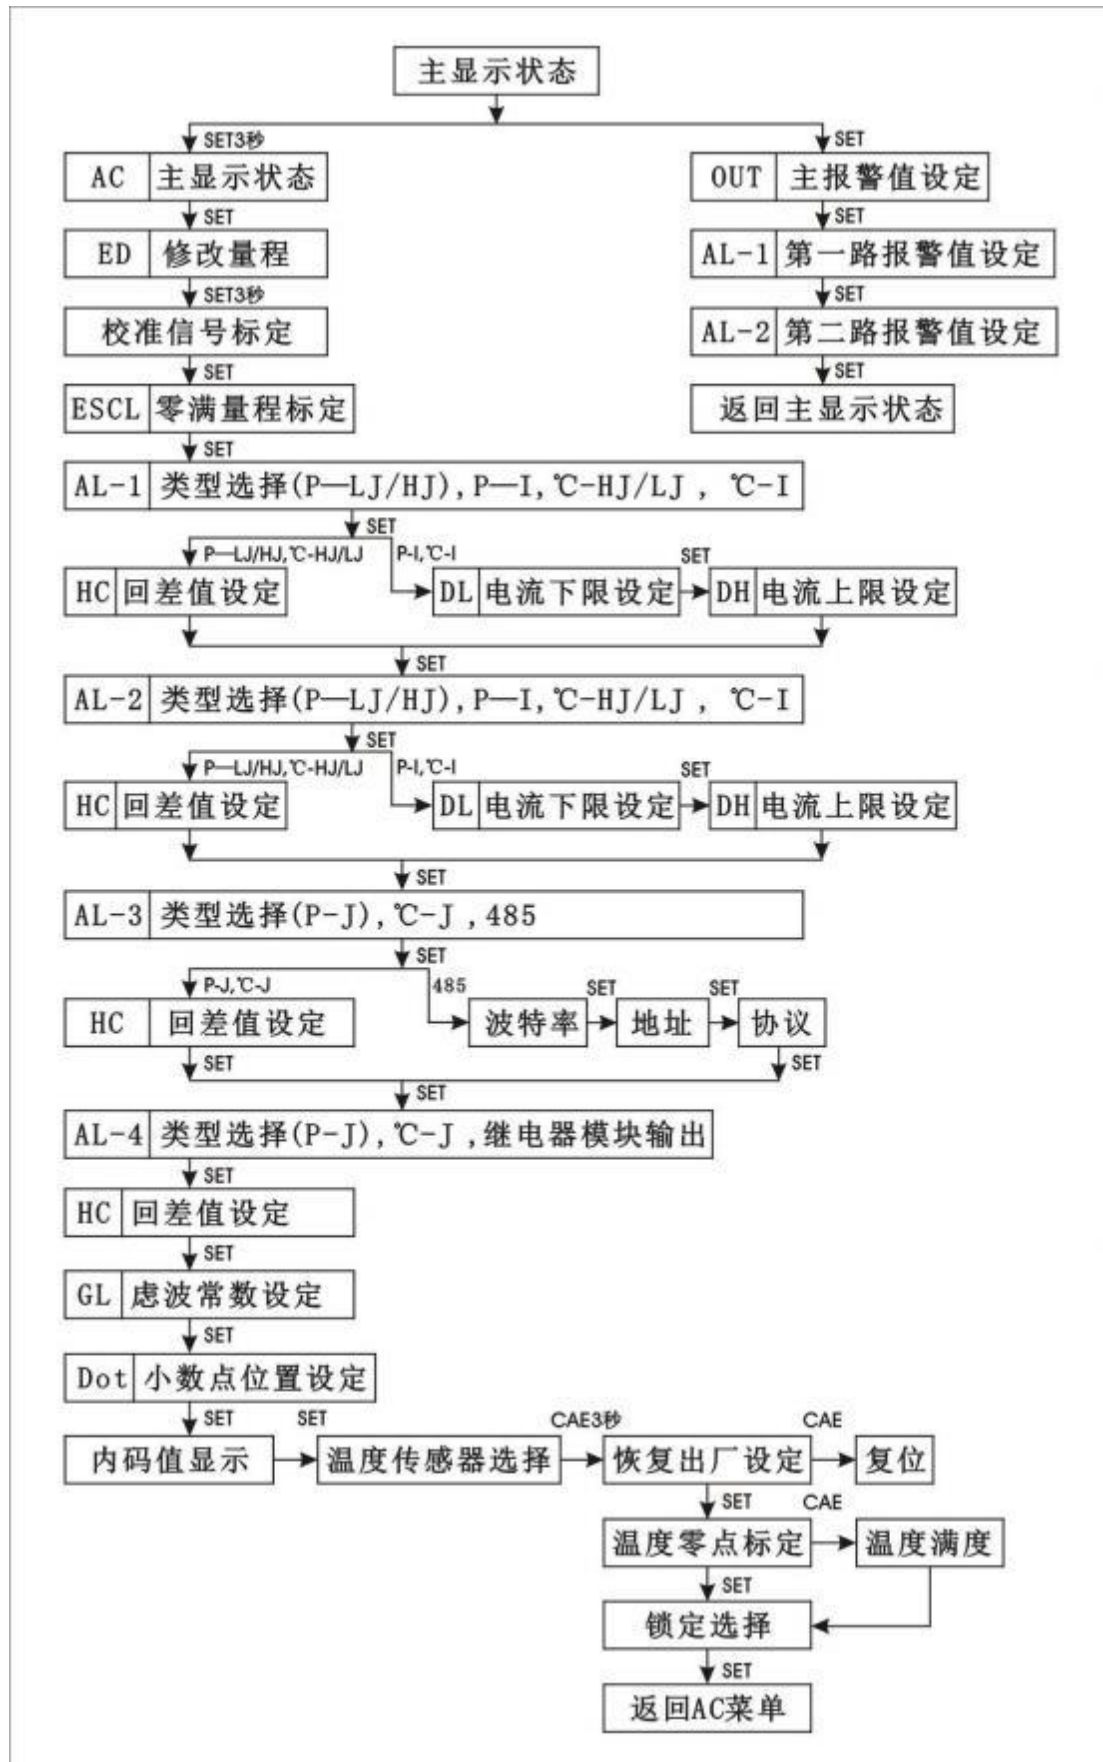 主显示状态
SET3秒 SET
AC 主显示状态 OUT 主报警值设定
SET SET
ED 修改量程 AL-1 第一路报警值设定
SET3秒 SET
校准信号标定 AL-2 第二路报警值设定
SET SET
ESCL 零满量程标定 返回主显示状态
SET
AL-1 类型选择(P—LJ/HJ),P—I,℃-HJ/LJ , ℃-I
SET
P—LJ/HJ,℃-HJ/LJ P-I,℃-I SET
HC 回差值设定 DL 电流下限设定 DH 电流上限设定
SET
AL-2 类型选择(P—LJ/HJ),P—I,℃-HJ/LJ , ℃-I
SET
P—LJ/HJ,℃-HJ/LJ P-I,℃-I SET
HC 回差值设定 DL 电流下限设定 DH 电流上限设定
SET
AL-3 类型选择(P-J),℃-J ,485
SET
P-J,℃-J 485 SET SET
HC 回差值设定 波特率 地址 协议
SET SET
SET
AL-4 类型选择(P-J),℃-J ,继电器模块输出
SET
HC 回差值设定
SET
GL 虑波常数设定
SET
Dot 小数点位置设定
SET SET CAE3秒 CAE
内码值显示 温度传感器选择 恢复出厂设定 复位
SET CAE
温度零点标定 温度满度
SET
锁定选择
SET
返回AC菜单